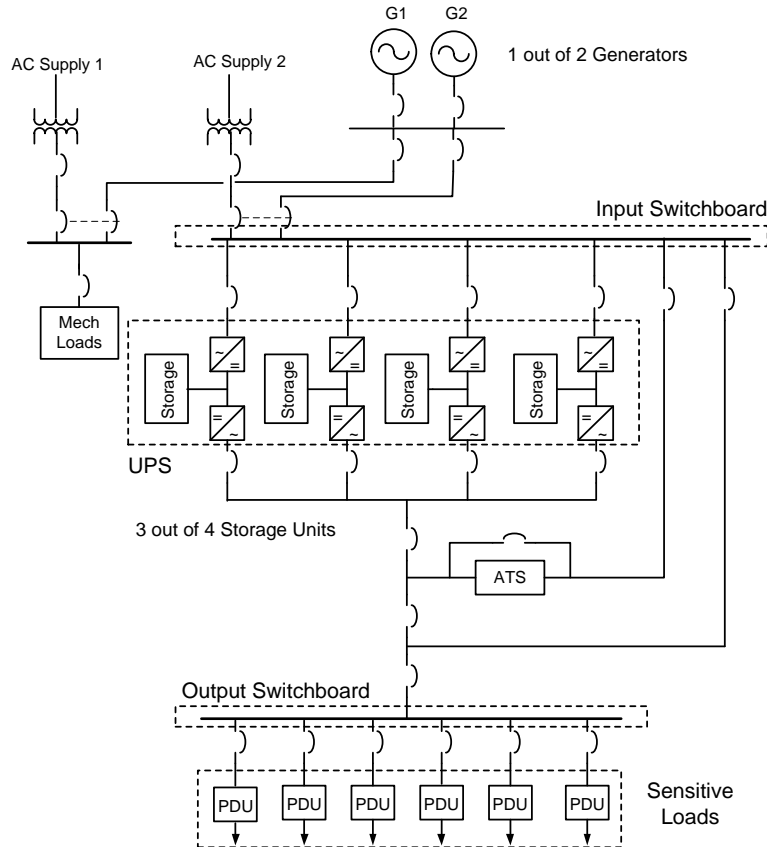 G1
G2
1 out of 2 Generators
AC Supply 1
AC Supply 2
Input Switchboard
Mech
Loads
~
=
~
=
~
=
~
=
Storage
Storage
Storage
Storage
=
~
=
~
=
~
=
~
UPS
3 out of 4 Storage Units
ATS
Output Switchboard
PDU
PDU
PDU
PDU
PDU
PDU
Sensitive
Loads